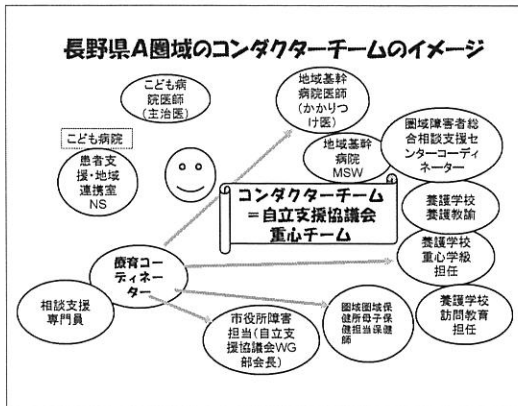 長野県A圏域のコンダクターチームのイメージ
こども病
院医師
(主治医)
地域基幹
病院医師
(かかりつ
け医)
こども病院
患者支
援・地域
連携室
NS
地域基幹
病院
MSW
圏域障害者総
合相談支援セ
ンターコーディ
ネーター
コンダクターチーム
=自立支援協議会
重心チーム
養護学校
養護教諭
養護学校
重心学級
担任
療育コー
ディネー
ター
相談支援
専門員
市役所障害
担当(自立支
援協議会WG
部会長)
圏域圏域保
健所母子保
健担当保健
師
養護学校
訪問教育
担任